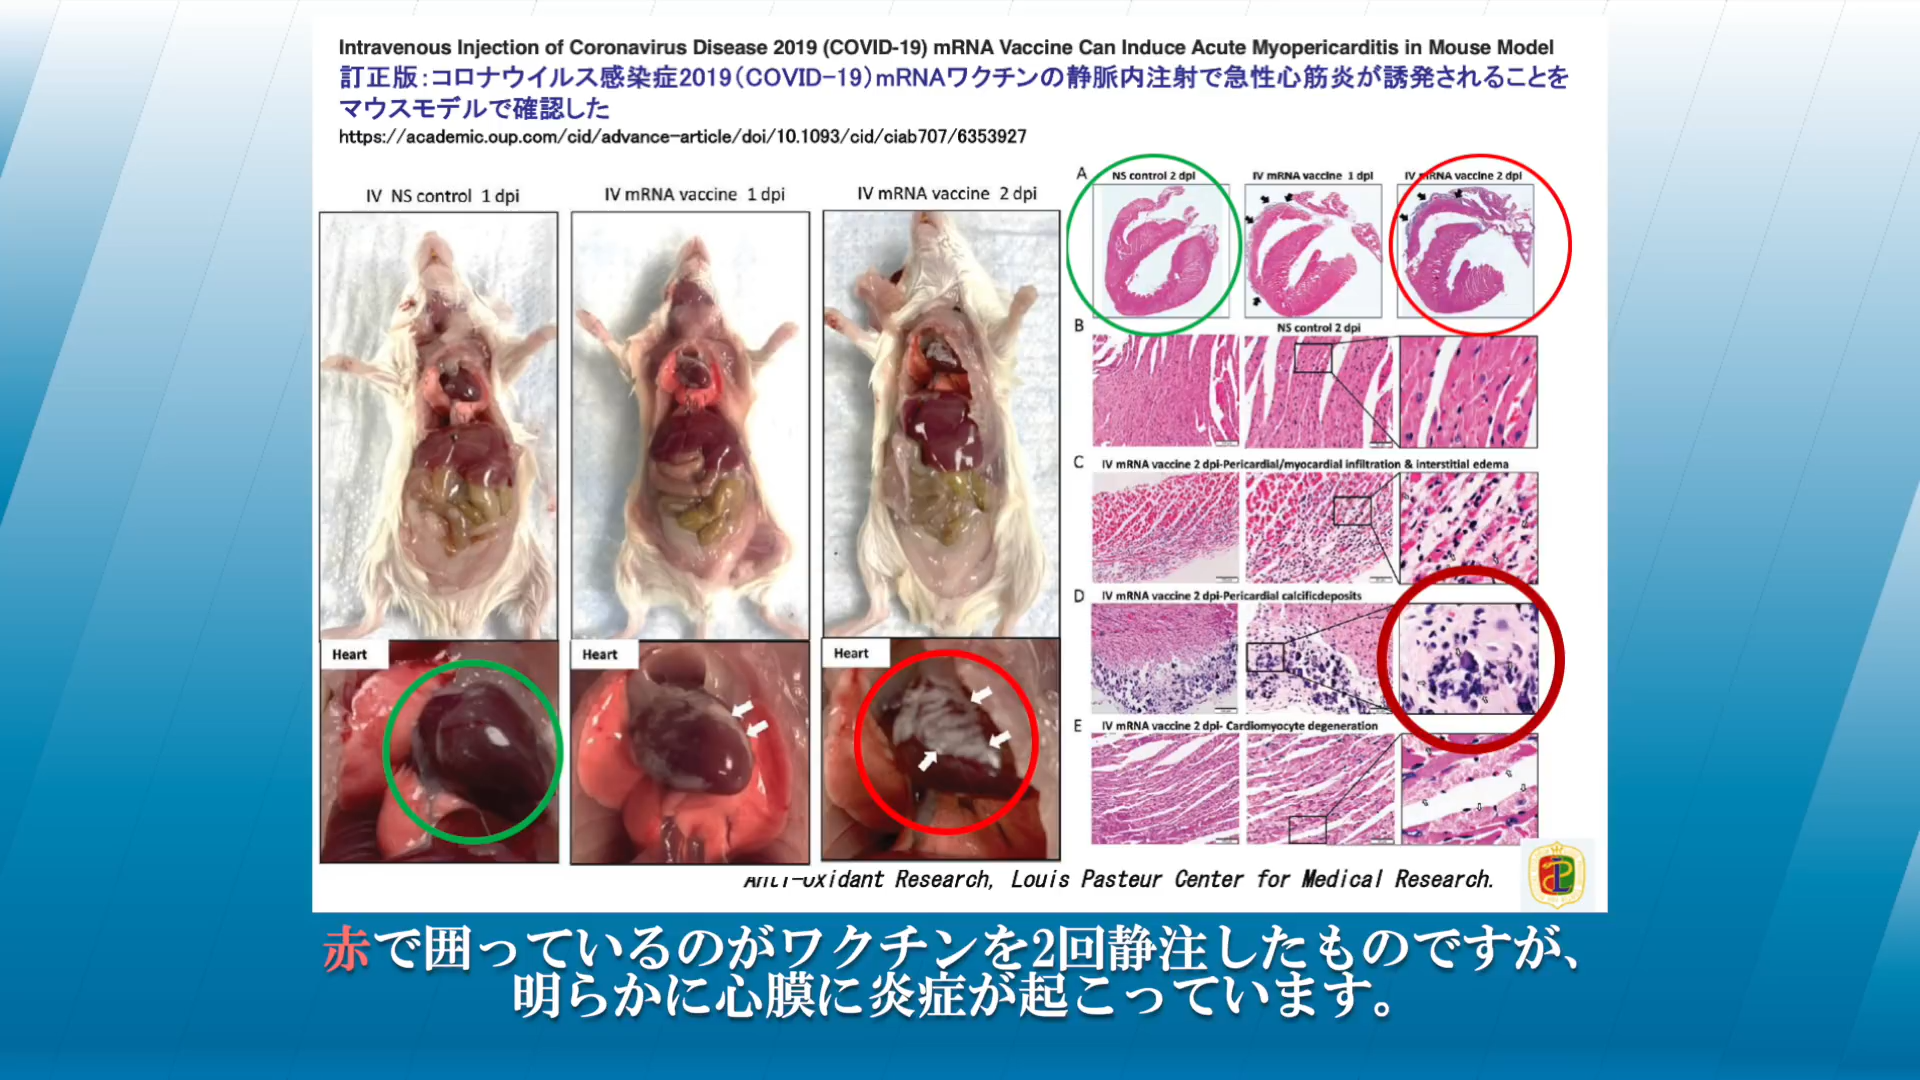 Intravenous Injection of Coronavirus Disease 2019 (COVID-19) mRNA Vaccine Can Induce Acute Myopericarditis in Mouse Model
訂正版：コロナウイルス感染症2019（COVID-19）mRNAワクチンの静脈内注射で急性心筋炎が誘発されることを
マウスモデルで確認した
https://academic.oup.com/cid/advance-article/doi/10.1093/cid/ciab707/6353927
IV NS control 1 dpi
IV mRNA vaccine 1 dpi
IV mRNA vaccine 2 dpi
Heart
Heart
Heart
A
NS control 2 dpi
IV mRNA vaccine 1 dpi
IV mRNA vaccine 2 dpi
B
NS control 2 dpi
C
IV mRNA vaccine 2 dpi-Pericardial/myocardial infiltration & interstitial edema
D
IV mRNA vaccine 2 dpi-Pericardial calcificdeposits
E
IV mRNA vaccine 2 dpi- Cardiomyocyte degeneration
Anti-oxidant Research, Louis Pasteur Center for Medical Research.
赤で囲っているのがワクチンを2回静注したものですが、
明らかに心膜に炎症が起こっています。